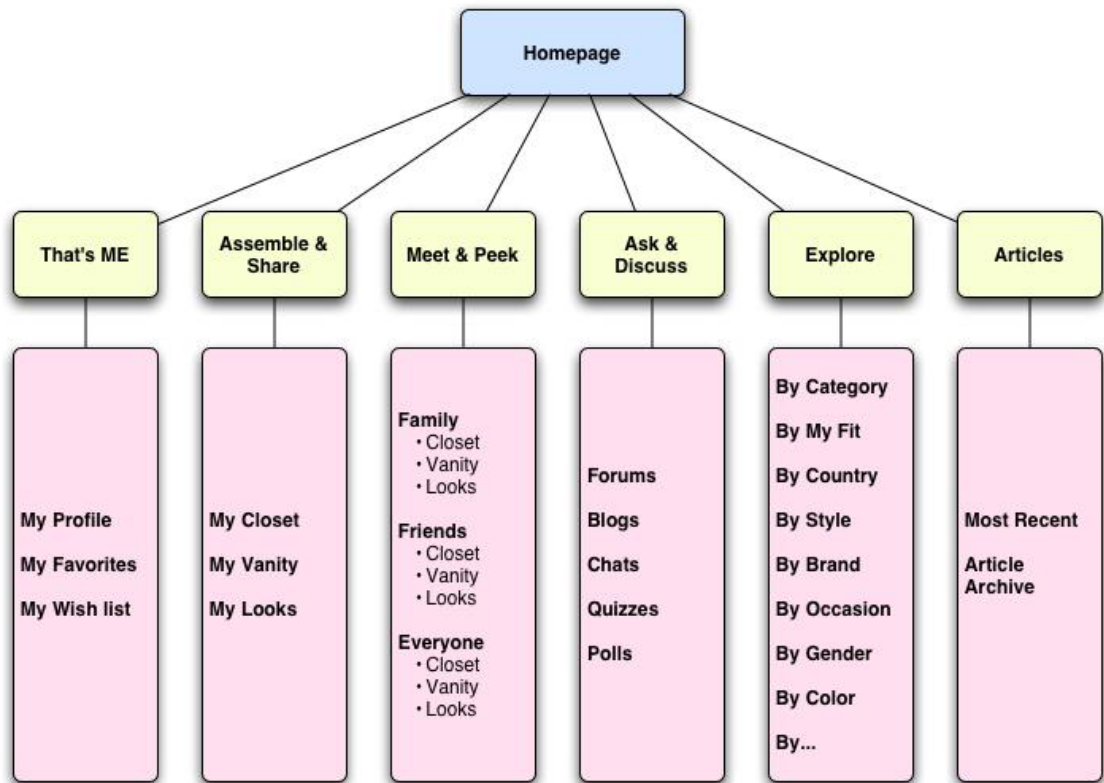 Homepage
That's ME
Assemble &
Share
Meet & Peek
Ask &
Discuss
Explore
Articles
My Profile
My Favorites
My Wish list
My Closet
My Vanity
My Looks
Family
• Closet
• Vanity
• Looks
Friends
• Closet
• Vanity
• Looks
Everyone
• Closet
• Vanity
• Looks
Forums
Blogs
Chats
Quizzes
Polls
By Category
By My Fit
By Country
By Style
By Brand
By Occasion
By Gender
By Color
By...
Most Recent
Article
Archive